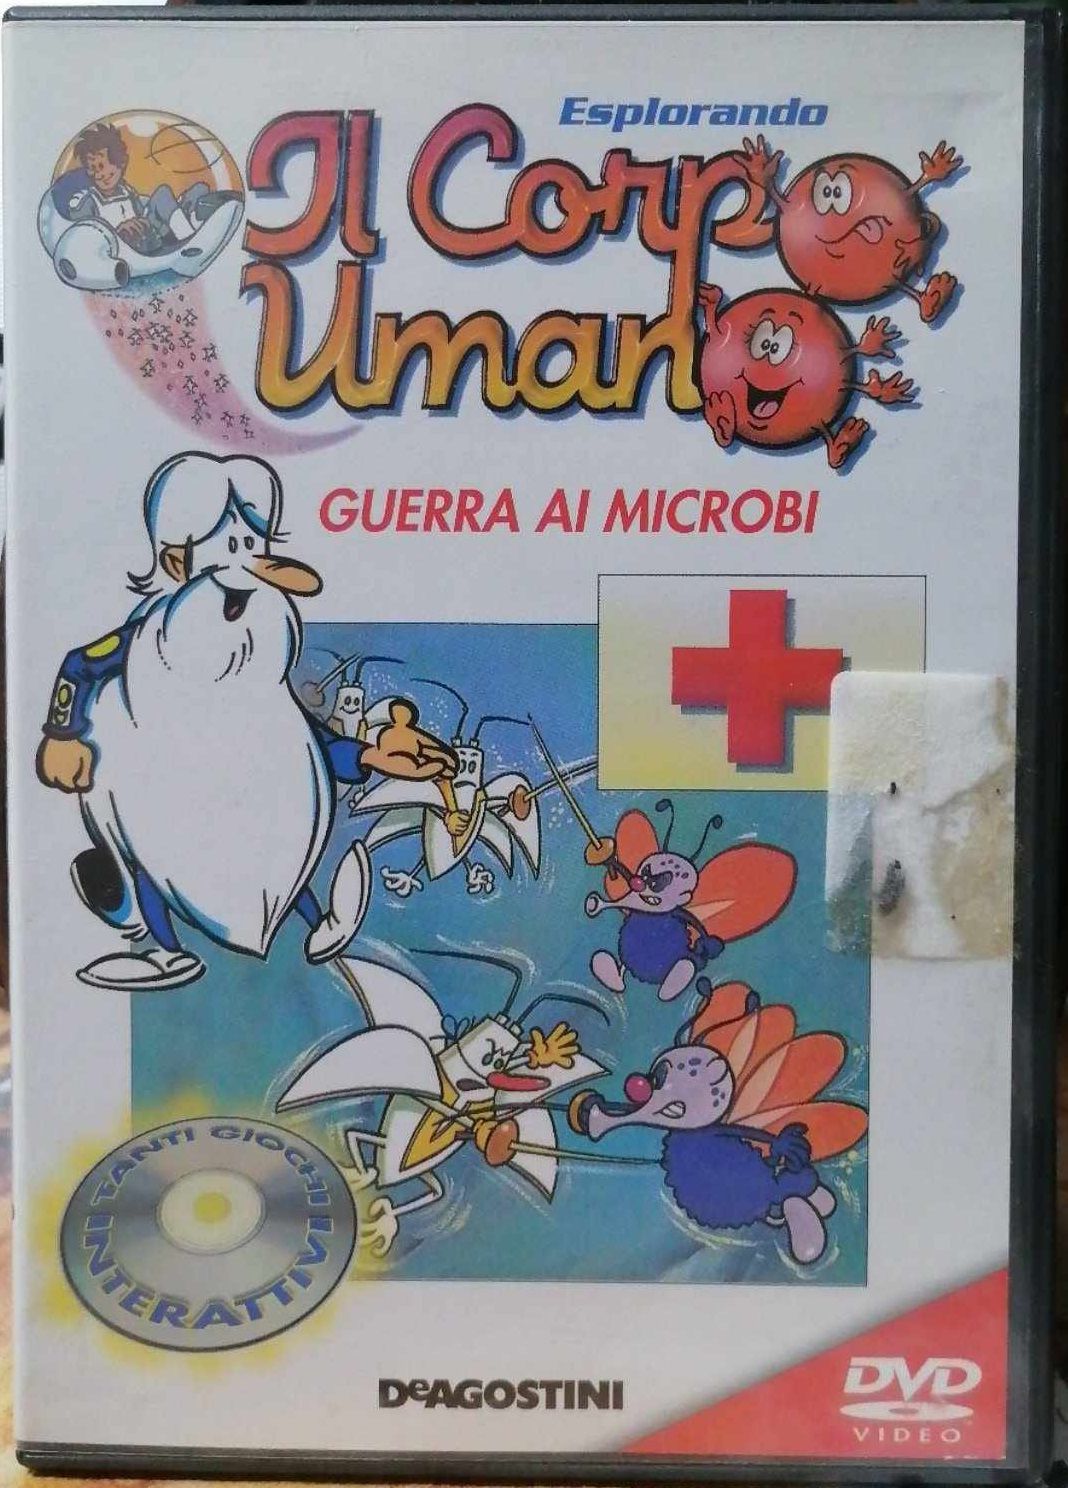 Esplorando
Il Corpo
Umano
GUERRA AI MICROBI
TANTI GIOCHI
INTERATTIVI
DeAGOSTINI
DVD
VIDEO